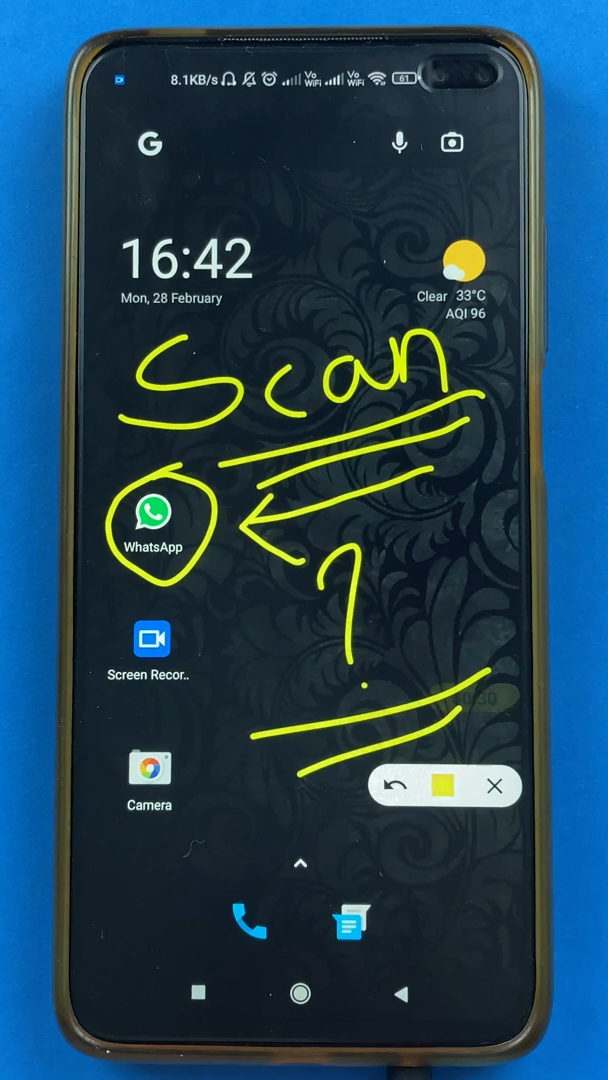 8.1KB/s Vo WiFi Vo WiFi 61
G
16:42
Mon, 28 February
Clear 33°C
AQI 96
Scan
WhatsApp
?
Screen Recor..
Camera